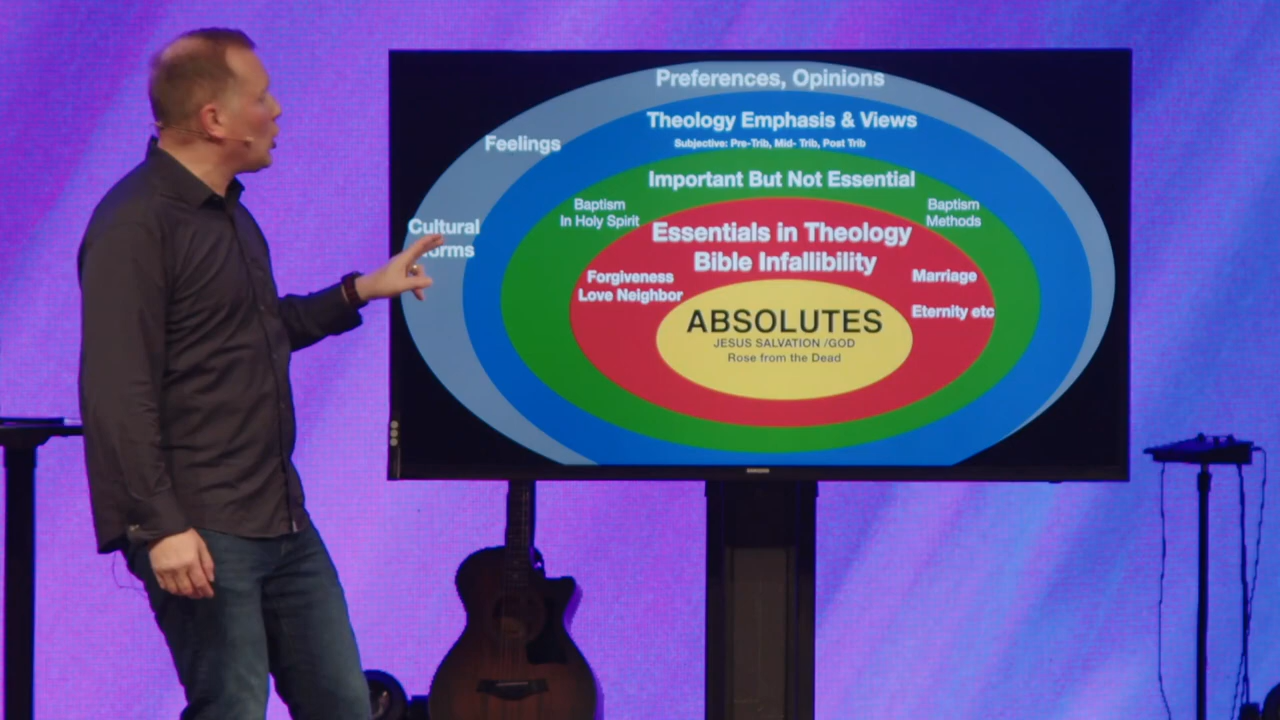 Preferences, Opinions
Theology Emphasis & Views
Subjective: Pre-Trib, Mid- Trib, Post Trib
Feelings
Important But Not Essential
Baptism
In Holy Spirit
Baptism
Methods
Cultural
Essentials in Theology
Bible Infallibility
Forgiveness
Love Neighbor
Marriage
Eternity etc
ABSOLUTES
JESUS SALVATION /GOD
Rose from the Dead